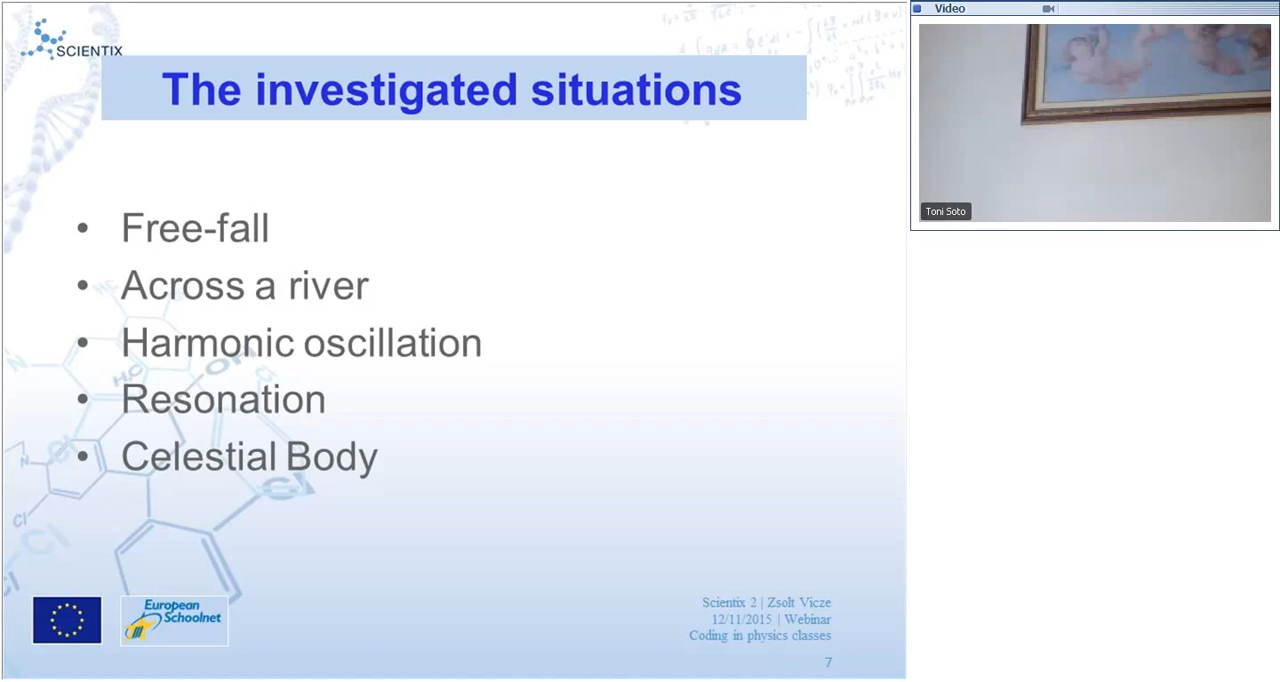 SCIENTIX
The investigated situations
• Free-fall
• Across a river
• Harmonic oscillation
• Resonation
• Celestial Body
European
Schoolnet
Scientix 2 | Zsolt Vicze
12/11/2015 | Webinar
Coding in physics classes
7
Video
Toni Soto